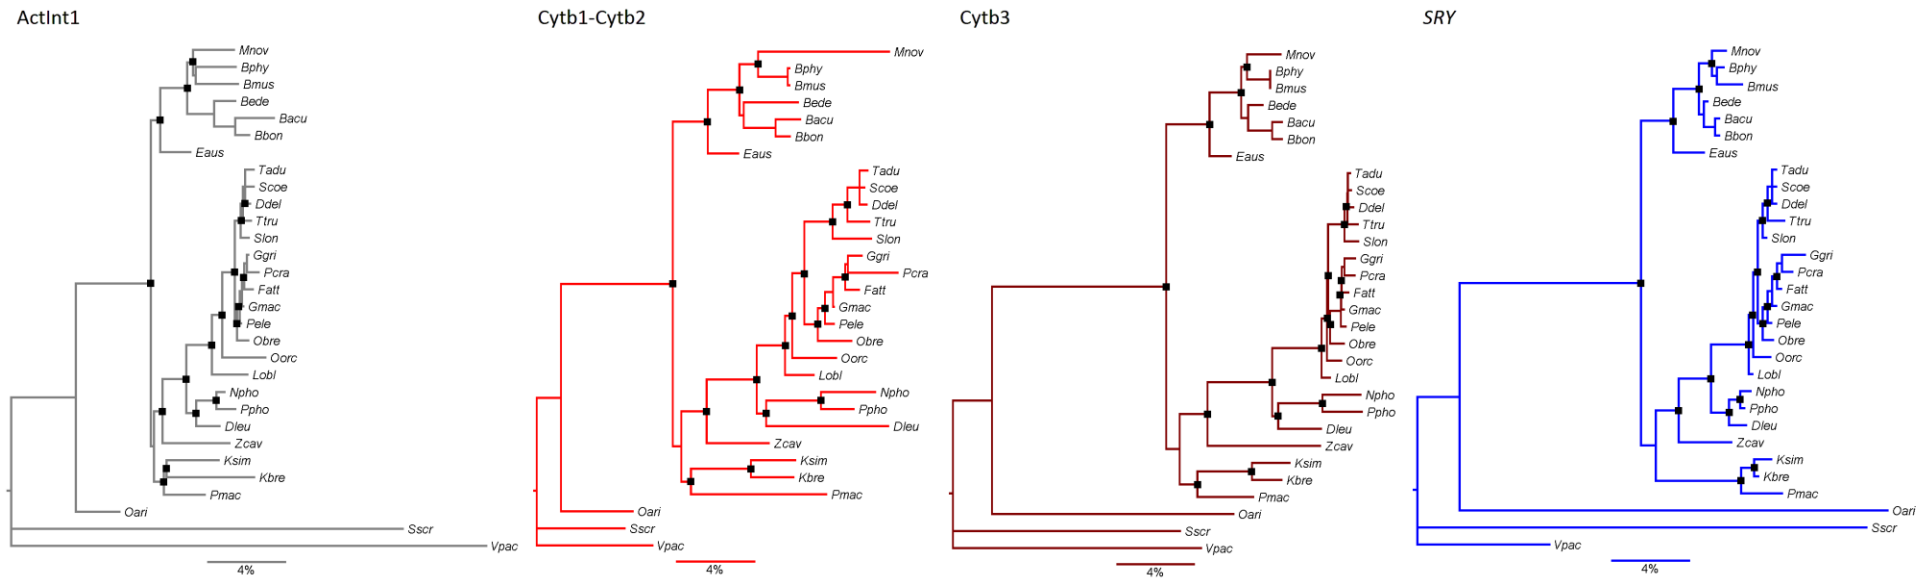 ActInt1
Mnov
Bphy
Bmus
Bede
Bacu
Bbon
Eaus
Tadu
Scoe
Ddel
Ttru
Slon
Ggri
Pcra
Fatt
Gmac
Pele
Obre
Oorc
Lobl
Npho
Ppho
Dleu
Zcav
Ksim
Kbre
Pmac
Oari
Sscr
Vpac
4%
Cytb1-Cytb2
Mnov
Bphy
Bmus
Bede
Bacu
Bbon
Eaus
Tadu
Scoe
Ddel
Ttru
Slon
Ggri
Pcra
Fatt
Gmac
Pele
Obre
Oorc
Lobl
Npho
Ppho
Dleu
Zcav
Ksim
Kbre
Pmac
Oari
Sscr
Vpac
4%
Cytb3
Mnov
Bphy
Bmus
Bede
Bacu
Bbon
Eaus
Tadu
Scoe
Ddel
Ttru
Slon
Ggri
Pcra
Fatt
Gmac
Pele
Obre
Oorc
Lobl
Npho
Ppho
Dleu
Zcav
Ksim
Kbre
Pmac
Oari
Sscr
Vpac
4%
SRY
Mnov
Bphy
Bmus
Bede
Bacu
Bbon
Eaus
Tadu
Scoe
Ddel
Ttru
Slon
Ggri
Pcra
Fatt
Gmac
Pele
Obre
Oorc
Lobl
Npho
Ppho
Dleu
Zcav
Ksim
Kbre
Pmac
Oari
Sscr
Vpac
4%